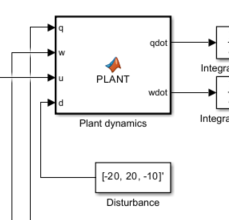 q
w
u
d
PLANT
qdot
wdot
Plant dynamics
[-20, 20, -10]'
Disturbance